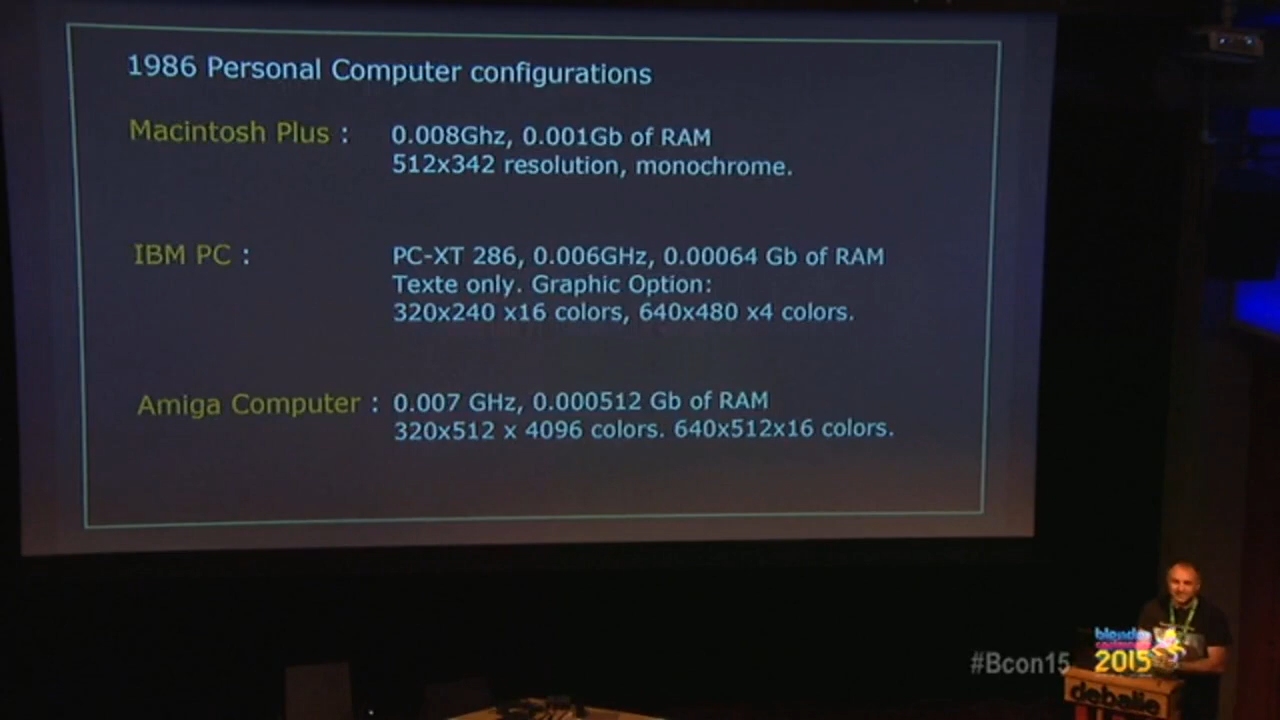 1986 Personal Computer configurations
Macintosh Plus : 0.008Ghz, 0.001Gb of RAM
512x342 resolution, monochrome.
IBM PC : PC-XT 286, 0.006GHz, 0.00064 Gb of RAM
Texte only. Graphic Option:
320x240 x16 colors, 640x480 x4 colors.
Amiga Computer : 0.007 GHz, 0.000512 Gb of RAM
320x512 x 4096 colors. 640x512x16 colors.
#Bcon15
blender
conference
2015
debalie